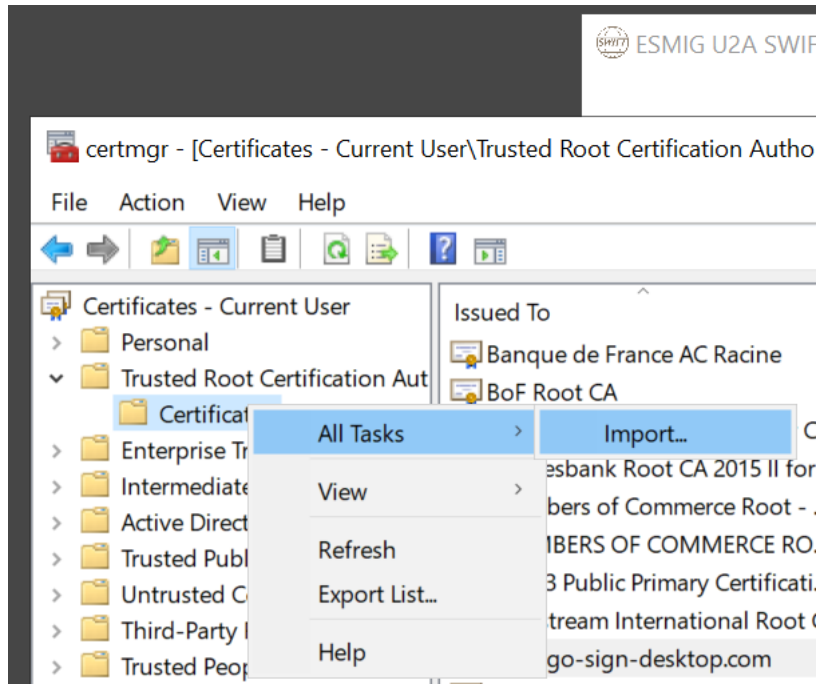 ESMIG U2A SWIF
certmgr - [Certificates - Current User\Trusted Root Certification Autho
File Action View Help
Certificates - Current User
Personal
Trusted Root Certification Aut
Certificat
Enterprise Tr
Intermediate
Active Direct
Trusted Publ
Untrusted C
Third-Party
Trusted Peop
All Tasks
View
Refresh
Export List...
Help
Import...
Issued To
Banque de France AC Racine
BoF Root CA
C
esbank Root CA 2015 II for
bers of Commerce Root - .
BERS OF COMMERCE RO.
3 Public Primary Certificati.
tream International Root C
go-sign-desktop.com